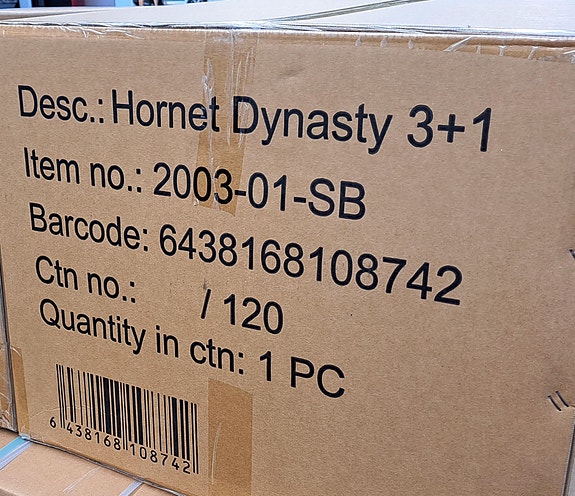 Desc.: Hornet Dynasty 3+1
Item no.: 2003-01-SB
Barcode: 6438168108742
Ctn no.: / 120
Quantity in ctn: 1 PC
6 438168 108742